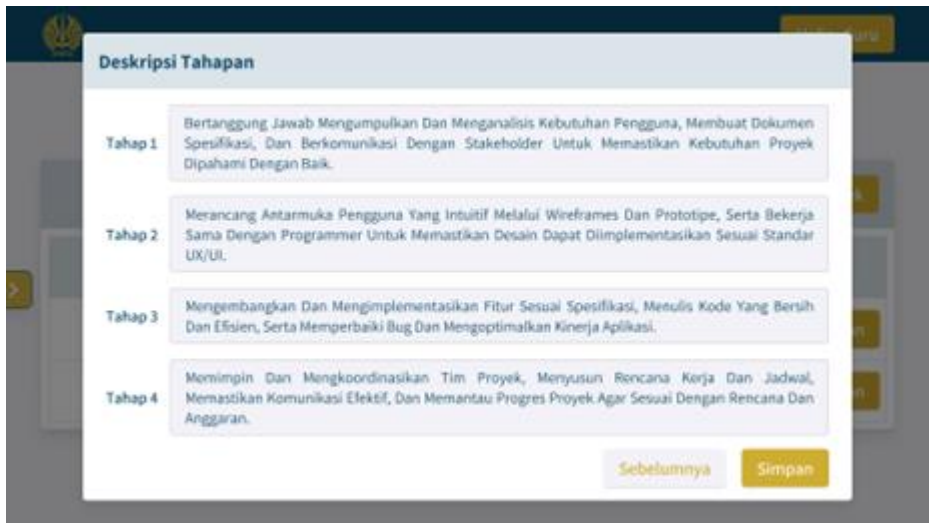 Deskripsi Tahapan
Tahap 1
Bertanggung Jawab Mengumpulkan Dan Menganalisis Kebutuhan Pengguna, Membuat Dokumen
Spesifikasi, Dan Berkomunikasi Dengan Stakeholder Untuk Memastikan Kebutuhan Proyek
Dipahami Dengan Baik.
Tahap 2
Merancang Antarmuka Pengguna Yang Intuitif Melalui Wireframes Dan Prototipe, Serta Bekerja
Sama Dengan Programmer Untuk Memastikan Desain Dapat Diimplementasikan Sesuai Standar
UX/UI.
Tahap 3
Mengembangkan Dan Mengimplementasikan Fitur Sesuai Spesifikasi, Menulis Kode Yang Bersih
Dan Efisien, Serta Memperbaiki Bug Dan Mengoptimalkan Kinerja Aplikasi.
Tahap 4
Memimpin Dan Mengkoordinasikan Tim Proyek, Menyusun Rencana Kerja Dan Jadwal,
Memastikan Komunikasi Efektif, Dan Memantau Progres Proyek Agar Sesuai Dengan Rencana Dan
Anggaran.
Sebelumnya
Simpan